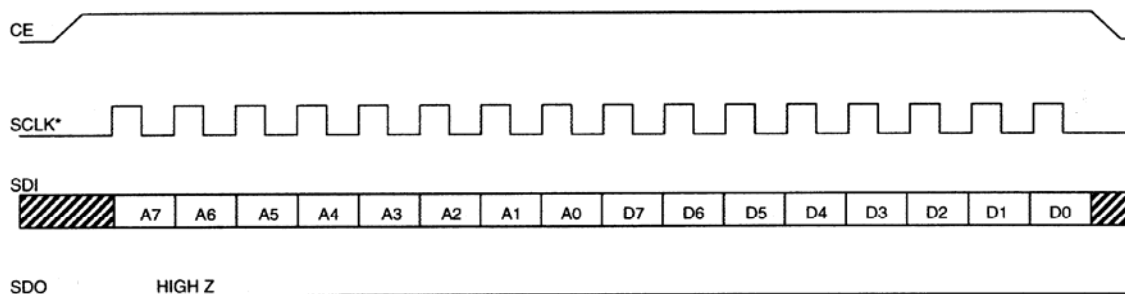 CE
SCLK*
SDI
A7 A6 A5 A4 A3 A2 A1 A0 D7 D6 D5 D4 D3 D2 D1 D0
SDO HIGH Z